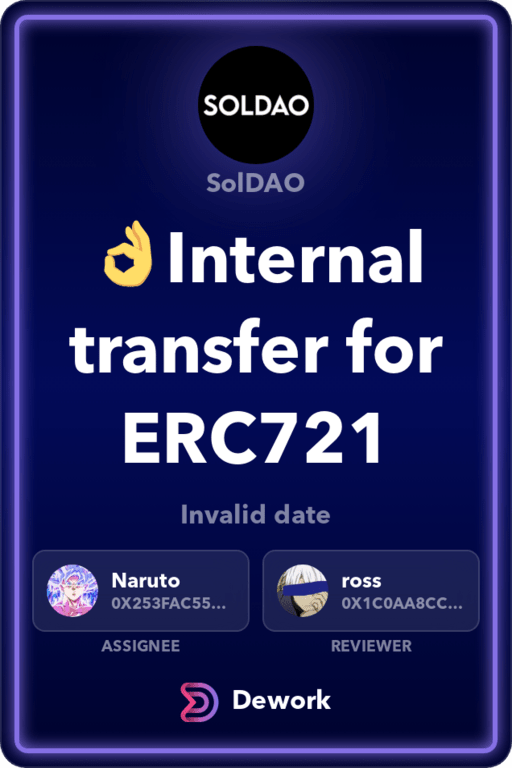 SOLDAO
SolDAO
👌Internal
transfer for
ERC721
Invalid date
Naruto
0X253FAC55...
ross
0X1C0AA8CC...
ASSIGNEE
REVIEWER
Dework